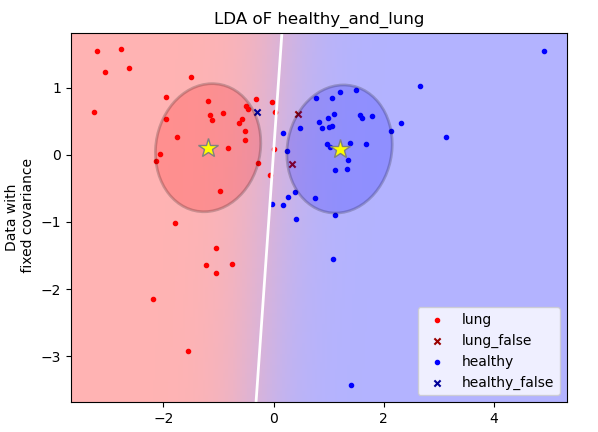 LDA oF healthy_and_lung
Data with
fixed covariance
1
0
−1
−2
−3
−2
0
2
4
lung
lung_false
healthy
healthy_false